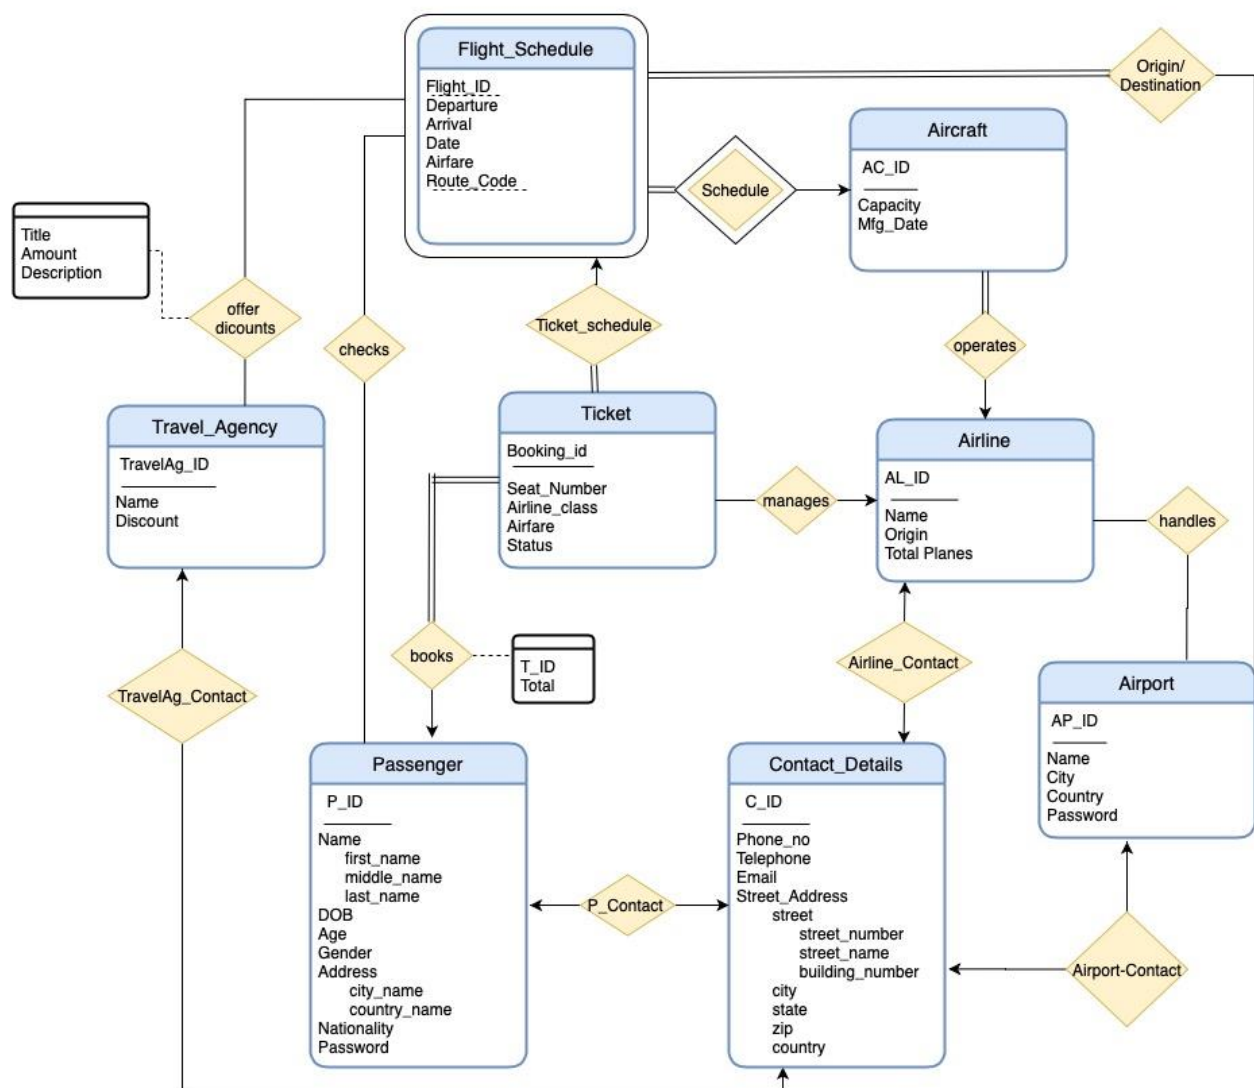 Flight_Schedule
Flight_ID
Departure
Arrival
Date
Airfare
Route_Code
Origin/
Destination
Aircraft
AC_ID
Capacity
Mfg_Date
Schedule
Title
Amount
Description
offer
dicounts
checks
Ticket_schedule
operates
Travel_Agency
TravelAg_ID
Name
Discount
Ticket
Booking_id
Seat_Number
Airline_class
Airfare
Status
manages
Airline
AL_ID
Name
Origin
Total Planes
handles
books
T_ID
Total
Airline_Contact
TravelAg_Contact
Airport
AP_ID
Name
City
Country
Password
Passenger
P_ID
Name
first_name
middle_name
last_name
DOB
Age
Gender
Address
city_name
country_name
Nationality
Password
P_Contact
Contact_Details
C_ID
Phone_no
Telephone
Email
Street_Address
street
street_number
street_name
building_number
city
state
zip
country
Airport-Contact